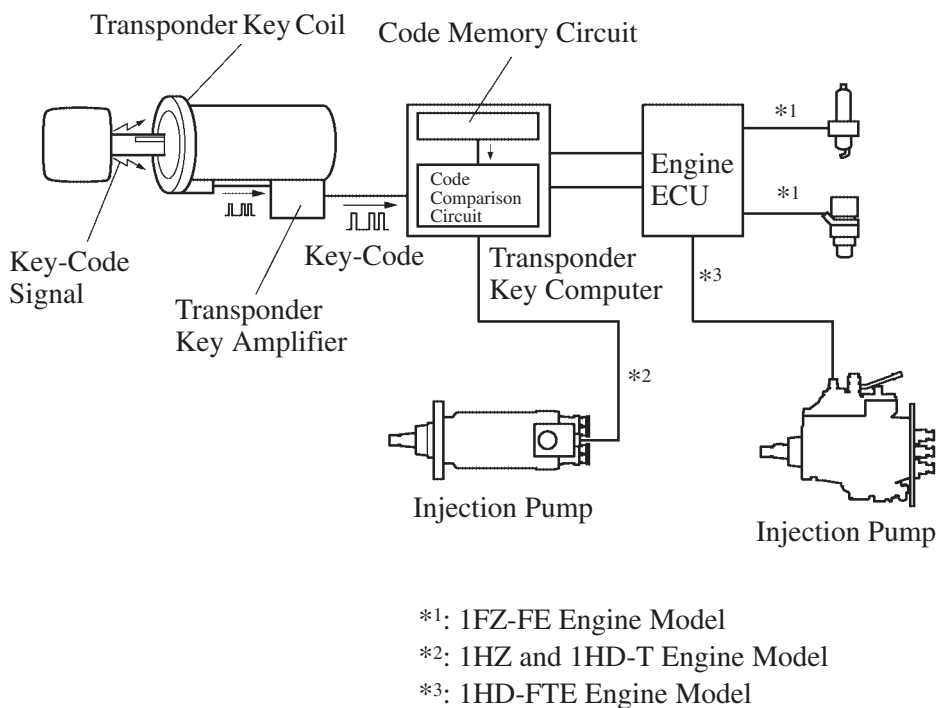 Transponder Key Coil
Code Memory Circuit
*1
Engine
ECU
Code
Comparison
Circuit
*1
Key-Code
Signal
Key-Code
Transponder
Key Computer
*3
Transponder
Key Amplifier
*2
Injection Pump
Injection Pump
*1: 1FZ-FE Engine Model
*2: 1HZ and 1HD-T Engine Model
*3: 1HD-FTE Engine Model